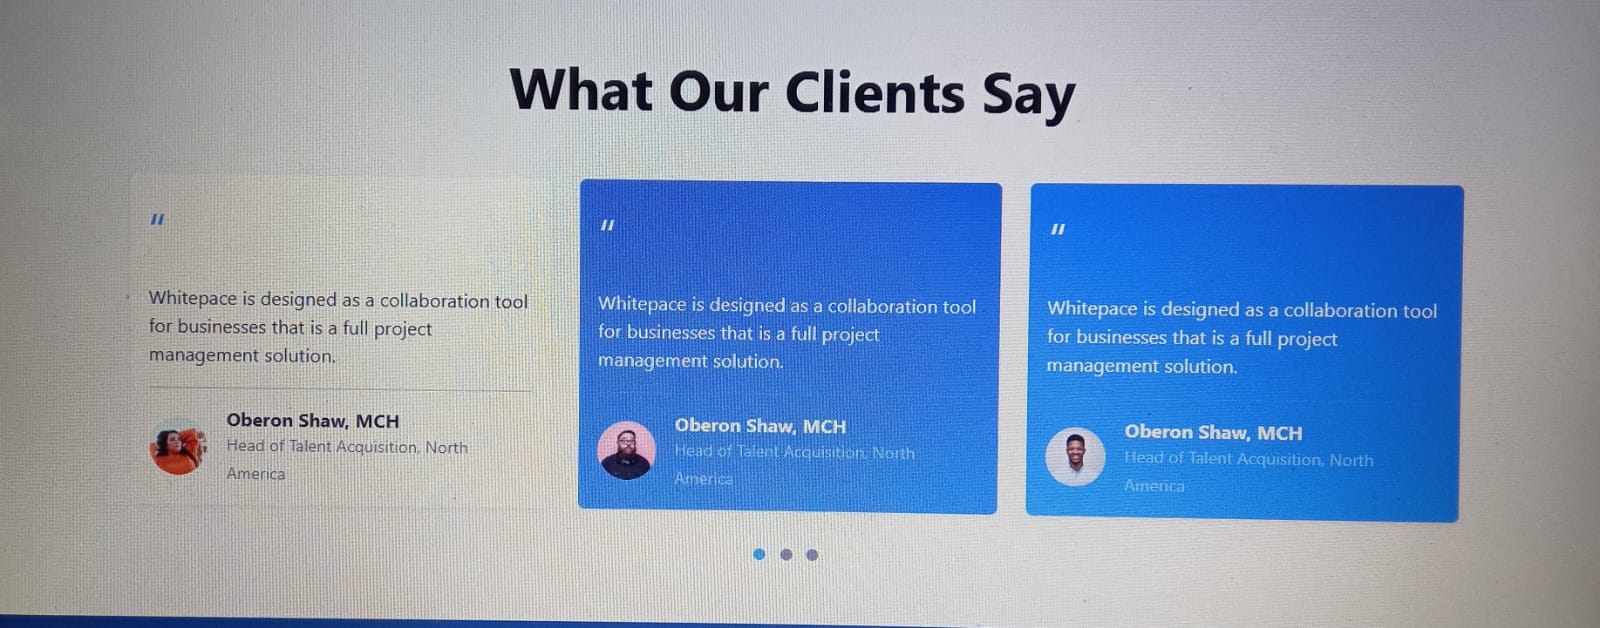 What Our Clients Say
"
Whitepace is designed as a collaboration tool
for businesses that is a full project
management solution.
Oberon Shaw, MCH
Head of Talent Acquisition, North
America
"
Whitepace is designed as a collaboration tool
for businesses that is a full project
management solution.
Oberon Shaw, MCH
Head of Talent Acquisition, North
America
"
Whitepace is designed as a collaboration tool
for businesses that is a full project
management solution.
Oberon Shaw, MCH
Head of Talent Acquisition, North
America